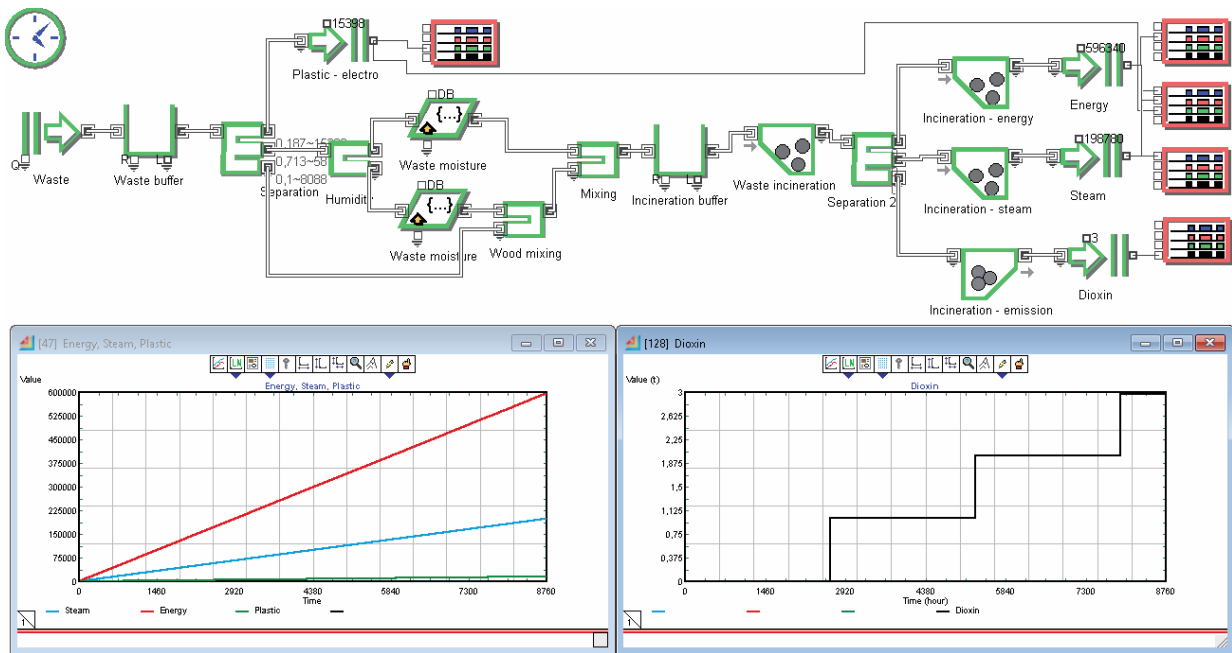 15398
Plastic - electro
596340
Energy
Incineration - energy
DB
Waste moisture
Q
Waste
R
L
Waste buffer
0,187~15398
0,713~58
0,1~8088
Separation
Humidit
DB
Waste moisture
Wood mixing
Mixing
R
L
Incineration buffer
Waste incineration
Separation 2
198780
Steam
Incineration - steam
3
Dioxin
Incineration - emission
[47] Energy, Steam, Plastic
LN
Value
Energy, Steam, Plastic
600000
525000
450000
375000
300000
225000
150000
75000
0
0 1460 2920 4380 5840 7300 8760
Time
Steam Energy Plastic
1
[128] Dioxin
LN
Value (t)
Dioxin
3
2,625
2,25
1,875
1,5
1,125
0,75
0,375
0
0 1460 2920 4380 5840 7300 8760
Time (hour)
Dioxin
1